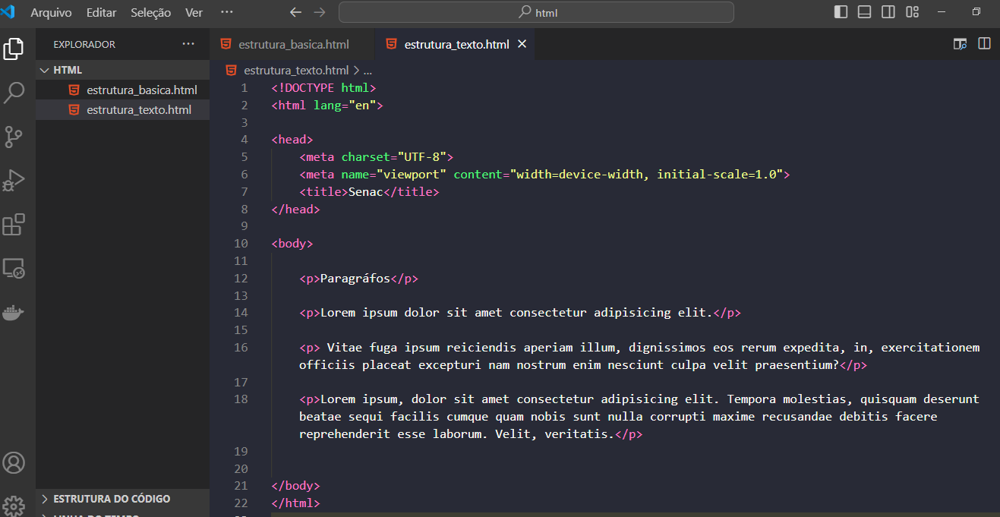 Arquivo Editar Seleção Ver ··· html
EXPLORADOR ···
HTML
estrutura_basica.html
estrutura_texto.html
ESTRUTURA DO CÓDIGO
LINHA DO TEMPO
estrutura_basica.html estrutura_texto.html
estrutura_texto.html > ...
1 <!DOCTYPE html>
2 <html lang="en">
3
4 <head>
5 <meta charset="UTF-8">
6 <meta name="viewport" content="width=device-width, initial-scale=1.0">
7 <title>Senac</title>
8 </head>
9
10 <body>
11
12 <p>Paragráfos</p>
13
14 <p>Lorem ipsum dolor sit amet consectetur adipisicing elit.</p>
15
16 <p> Vitae fuga ipsum reiciendis aperiam illum, dignissimos eos rerum expedita, in, exercitationem
officiis placeat excepturi nam nostrum enim nesciunt culpa velit praesentium?</p>
17
18 <p>Lorem ipsum, dolor sit amet consectetur adipisicing elit. Tempora molestias, quisquam deserunt
beatae sequi facilis cumque quam nobis sunt nulla corrupti maxime recusandae debitis facere
reprehenderit esse laborum. Velit, veritatis.</p>
19
20
21 </body>
22 </html>